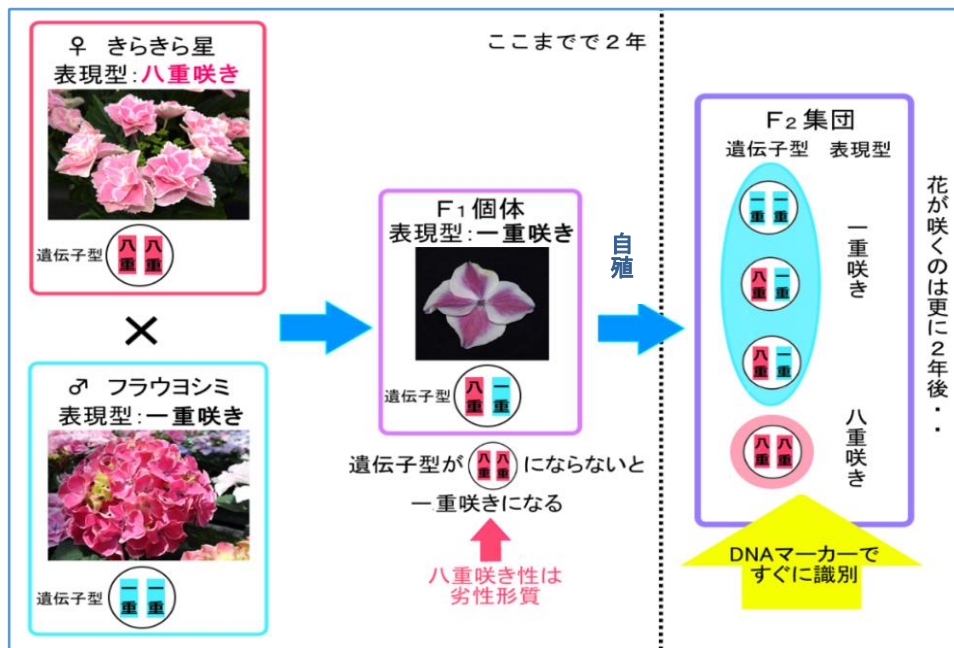 ♀ きらきら星
表現型:八重咲き
遺伝子型 八重 八重
×
♂ フラウヨシミ
表現型:一重咲き
遺伝子型 一重 一重
F1個体
表現型:一重咲き
遺伝子型 八重 一重
遺伝子型が 八重 八重 にならないと
一重咲きになる
八重咲き性は
劣性形質
自殖
ここまでで2年
F2集団
遺伝子型 表現型
一重 一重
八重 一重
八重 一重
一重咲き
八重 八重
八重咲き
DNAマーカーで
すぐに識別
花が咲くのは更に2年後・・